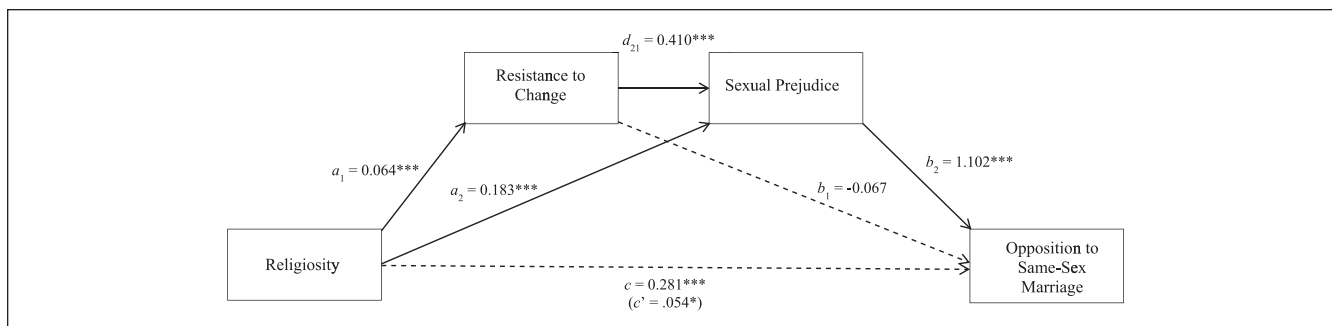 d21 = 0.410***
Resistance to
Change
Sexual Prejudice
a1 = 0.064***
a2 = 0.183***
b1 = -0.067
b2 = 1.102***
Religiosity
Opposition to
Same-Sex
Marriage
c = 0.281***
(c' = .054*)